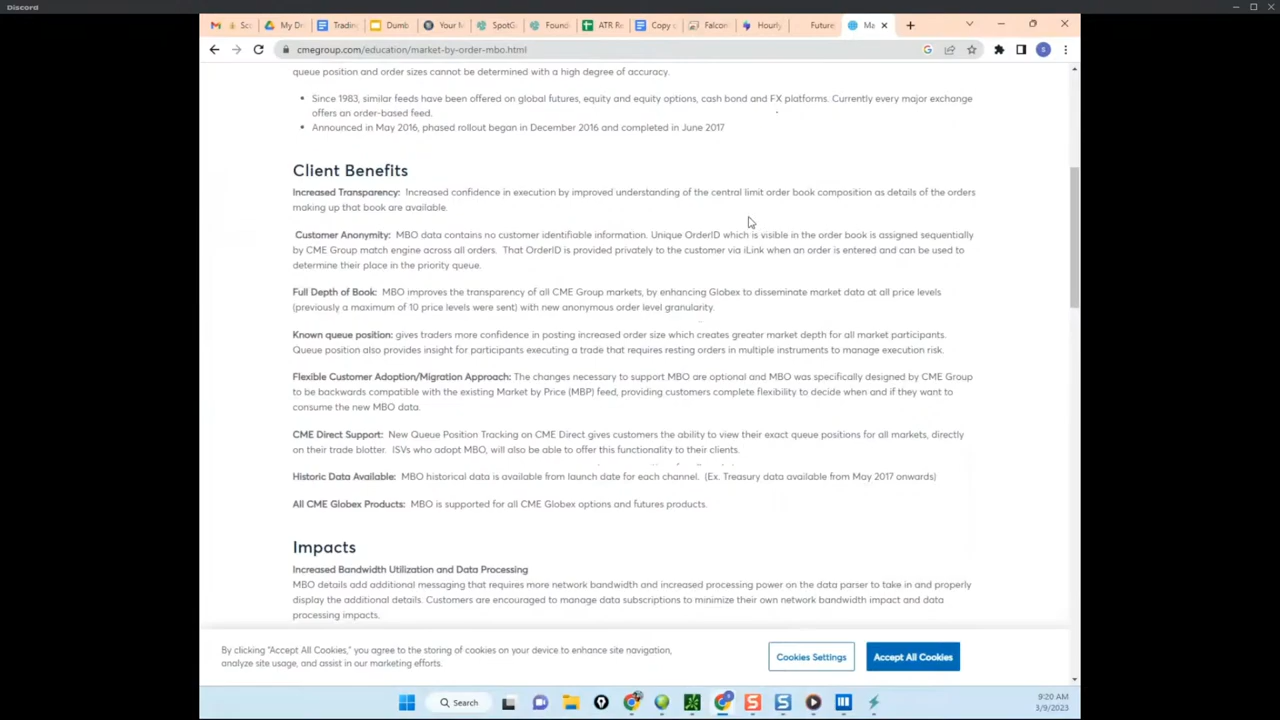 Discord
Sc
My Dr
Trading
Dumb
Your M
SpotG
Found
ATR Re
Copy o
Falcon
Hourly
Future
Ma
cmegroup.com/education/market-by-order-mbo.html
queue position and order sizes cannot be determined with a high degree of accuracy.
• Since 1983, similar feeds have been offered on global futures, equity and equity options, cash bond and FX platforms. Currently every major exchange
offers an order-based feed.
• Announced in May 2016, phased rollout began in December 2016 and completed in June 2017
Client Benefits
Increased Transparency: Increased confidence in execution by improved understanding of the central limit order book composition as details of the orders
making up that book are available.
Customer Anonymity: MBO data contains no customer identifiable information. Unique OrderID which is visible in the order book is assigned sequentially
by CME Group match engine across all orders. That OrderID is provided privately to the customer via iLink when an order is entered and can be used to
determine their place in the priority queue.
Full Depth of Book: MBO improves the transparency of all CME Group markets, by enhancing Globex to disseminate market data at all price levels
(previously a maximum of 10 price levels were sent) with new anonymous order level granularity.
Known queue position: gives traders more confidence in posting increased order size which creates greater market depth for all market participants.
Queue position also provides insight for participants executing a trade that requires resting orders in multiple instruments to manage execution risk.
Flexible Customer Adoption/Migration Approach: The changes necessary to support MBO are optional and MBO was specifically designed by CME Group
to be backwards compatible with the existing Market by Price (MBP) feed, providing customers complete flexibility to decide when and if they want to
consume the new MBO data.
CME Direct Support: New Queue Position Tracking on CME Direct gives customers the ability to view their exact queue positions for all markets, directly
on their trade blotter. ISVs who adopt MBO, will also be able to offer this functionality to their clients.
Historic Data Available: MBO historical data is available from launch date for each channel. (Ex. Treasury data available from May 2017 onwards)
All CME Globex Products: MBO is supported for all CME Globex options and futures products.
Impacts
Increased Bandwidth Utilization and Data Processing
MBO details add additional messaging that requires more network bandwidth and increased processing power on the data parser to take in and properly
display the additional details. Customers are encouraged to manage data subscriptions to minimize their own network bandwidth impact and data
processing impacts.
By clicking "Accept All Cookies," you agree to the storing of cookies on your device to enhance site navigation,
analyze site usage, and assist in our marketing efforts.
Cookies Settings
Accept All Cookies
Search
9:20 AM
3/9/2023